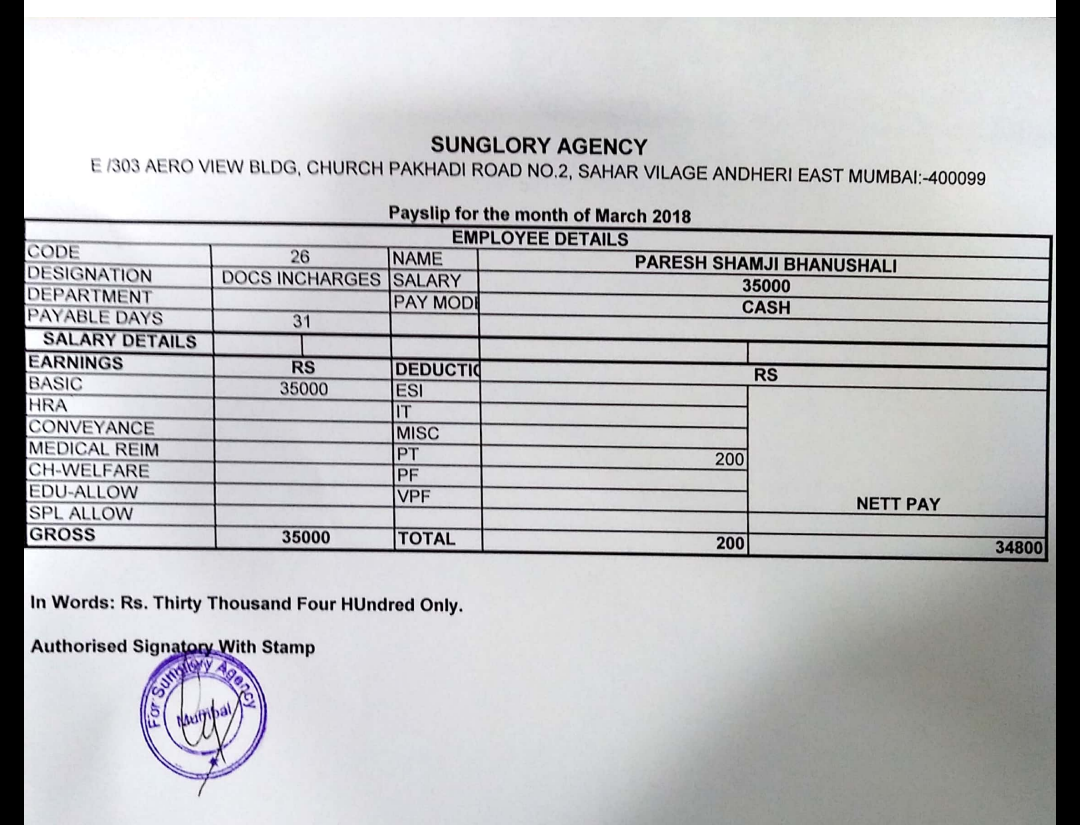 SUNGLORY AGENCY
E /303 AERO VIEW BLDG, CHURCH PAKHADI ROAD NO.2, SAHAR VILAGE ANDHERI EAST MUMBAI:-400099
Payslip for the month of March 2018
EMPLOYEE DETAILS
CODE 26 NAME PARESH SHAMJI BHANUSHALI
DESIGNATION DOCS INCHARGES SALARY 35000
DEPARTMENT PAY MODE CASH
PAYABLE DAYS 31
SALARY DETAILS
EARNINGS RS DEDUCTIO RS
BASIC 35000 ESI
HRA IT
CONVEYANCE MISC
MEDICAL REIM PT 200
CH-WELFARE PF
EDU-ALLOW VPF NETT PAY
SPL ALLOW
GROSS 35000 TOTAL 200 34800
In Words: Rs. Thirty Thousand Four HUndred Only.
Authorised Signatory With Stamp
For Sunglory Agency
Mumbai